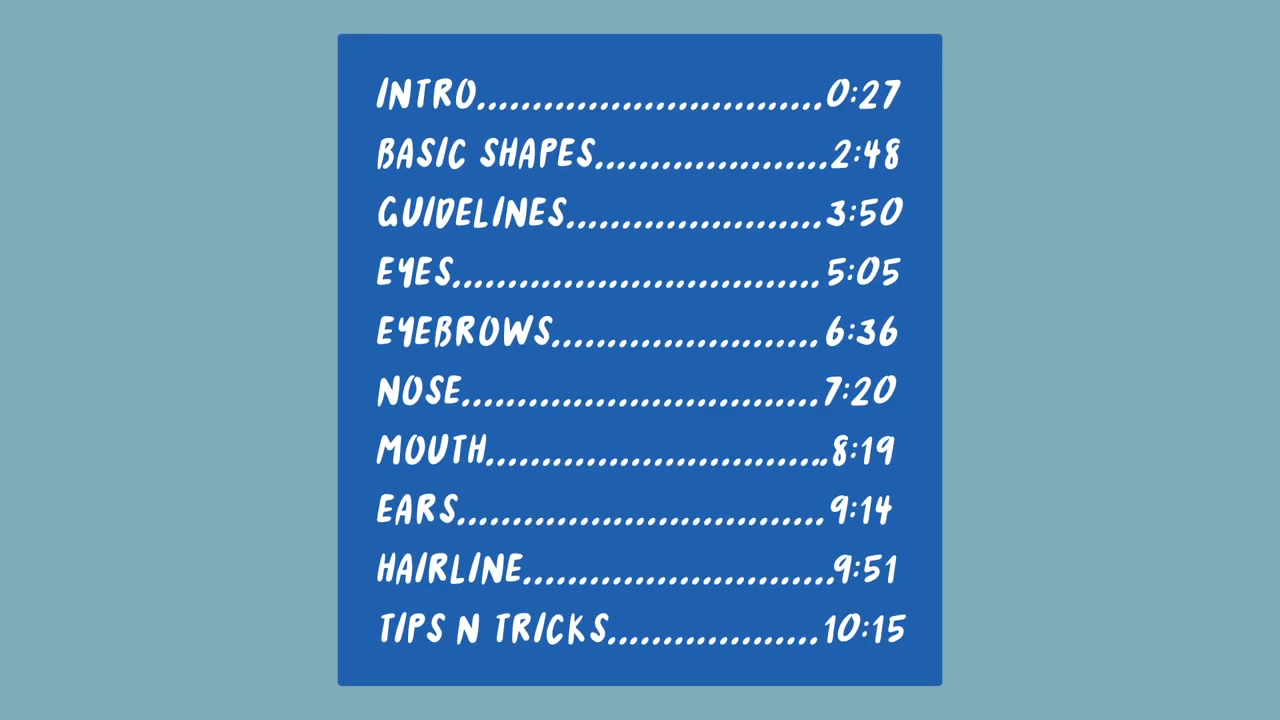 INTRO...............................0:27
BASIC SHAPES.....................2:48
GUIDELINES.......................3:50
EYES.................................5:05
EYEBROWS........................6:36
NOSE................................7:20
MOUTH...............................8:19
EARS.................................9:14
HAIRLINE............................9:51
TIPS N TRICKS...................10:15